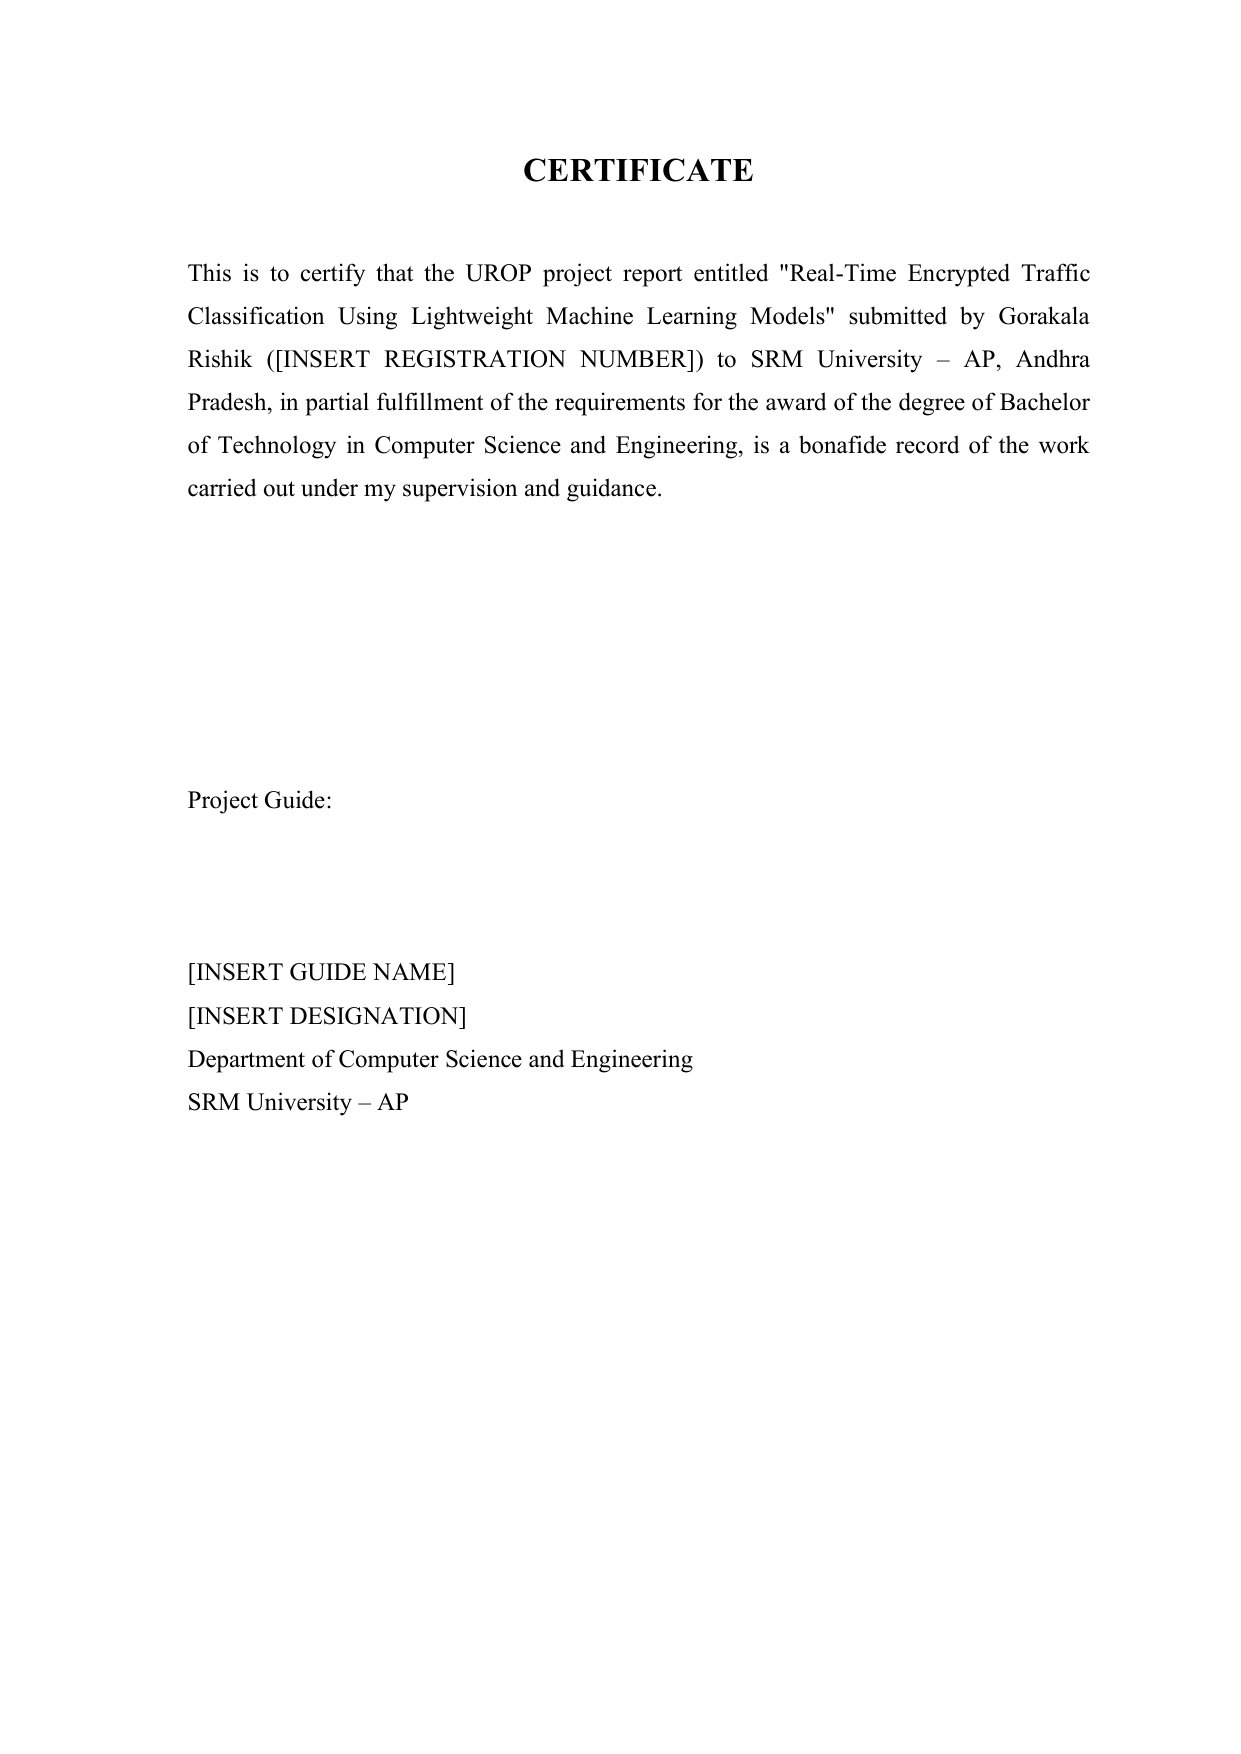 CERTIFICATE
This is to certify that the UROP project report entitled "Real-Time Encrypted Traffic
Classification Using Lightweight Machine Learning Models" submitted by Gorakala
Rishik ([INSERT REGISTRATION NUMBER]) to SRM University – AP, Andhra
Pradesh, in partial fulfillment of the requirements for the award of the degree of Bachelor
of Technology in Computer Science and Engineering, is a bonafide record of the work
carried out under my supervision and guidance.
Project Guide:
[INSERT GUIDE NAME]
[INSERT DESIGNATION]
Department of Computer Science and Engineering
SRM University – AP